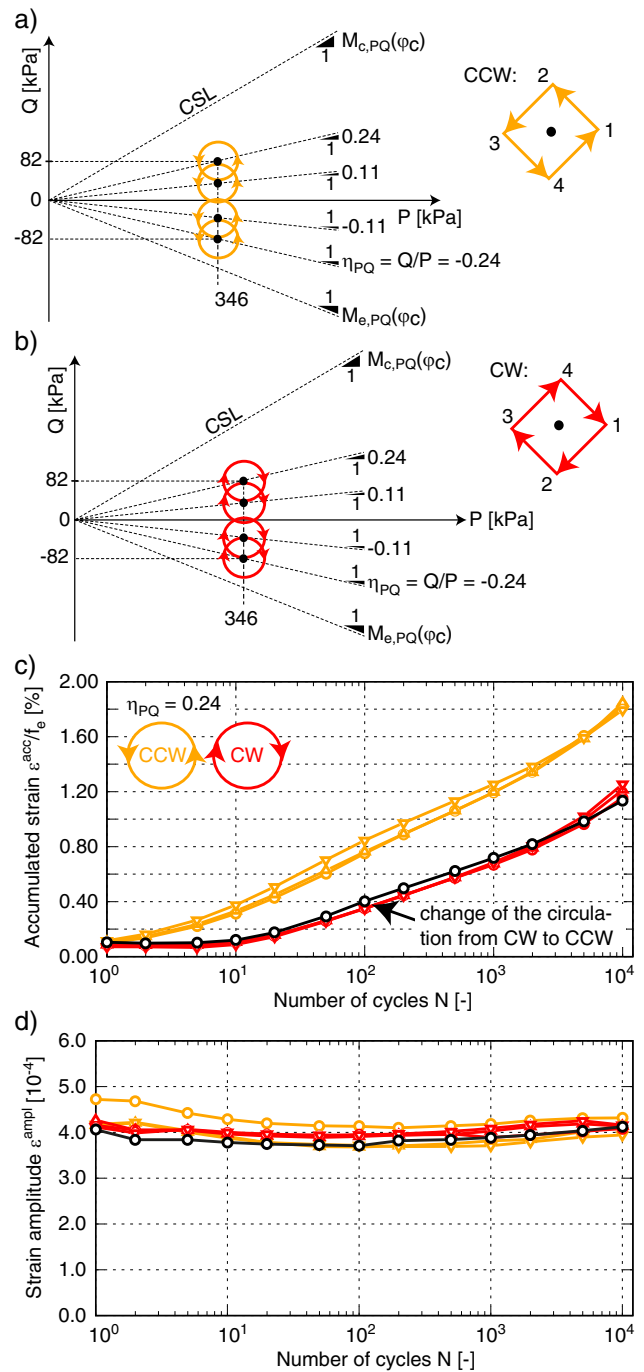 a)
Q [kPa]
M_c,PQ(φc)
1
CSL
CCW:
2
3
1
4
82
0
-82
0.24
1
0.11
1
1
-0.11
P [kPa]
1
η_PQ = Q/P = -0.24
346
1
M_e,PQ(φc)
b)
Q [kPa]
M_c,PQ(φc)
1
CSL
CW:
4
3
1
2
82
0
-82
0.24
1
0.11
1
P [kPa]
1
-0.11
1
η_PQ = Q/P = -0.24
346
1
M_e,PQ(φc)
c)
Accumulated strain ε^acc/f_e [%]
2.00
1.60
1.20
0.80
0.40
0.00
η_PQ = 0.24
CCW
CW
change of the circula-
tion from CW to CCW
10^0
10^1
10^2
10^3
10^4
Number of cycles N [-]
d)
Strain amplitude ε^ampl [10^-4]
6.0
5.0
4.0
3.0
2.0
1.0
0.0
10^0
10^1
10^2
10^3
10^4
Number of cycles N [-]